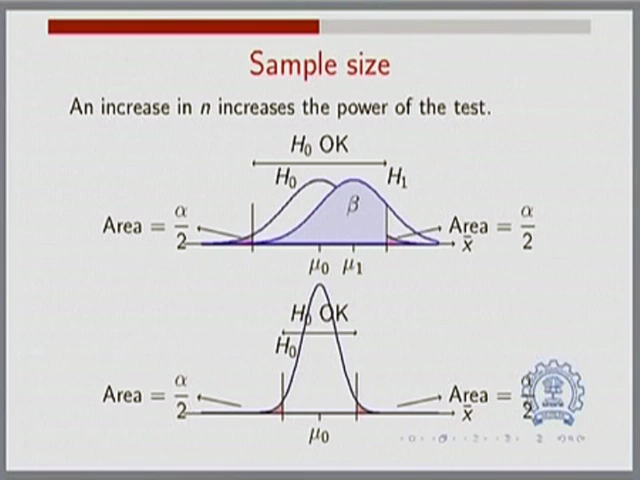 Sample size
An increase in n increases the power of the test.
H₀ OK
H₀ H₁
β
Area = α/2 Area = α/2
x̄
μ₀ μ₁
H₀ OK
H₀
Area = α/2 Area = α/2
x̄
μ₀